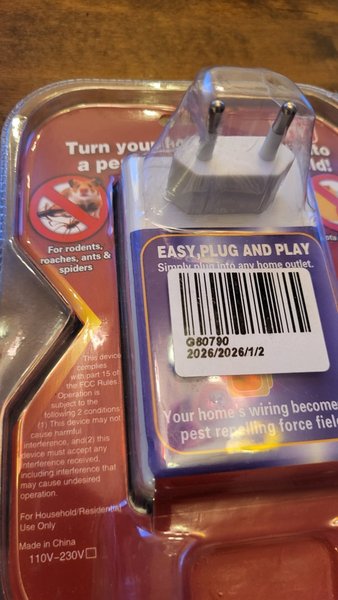 Turn your
a pe
For rodents,
roaches, ants &
spiders
EASY, PLUG AND PLAY
Simply plug into any home outlet.
G80790
2026/2026/1/2
Your home's wiring become
pest repelling force field
This device
complies
with part 15 of
the FCC Rules
Operation is
subject to the
following 2 conditions:
(1) This device may not
cause harmful
interference, and(2) this
device must accept any
interference received,
including interference that
may cause undesired
operation.
For Household/Residential
Use Only
Made in China
110V-230V